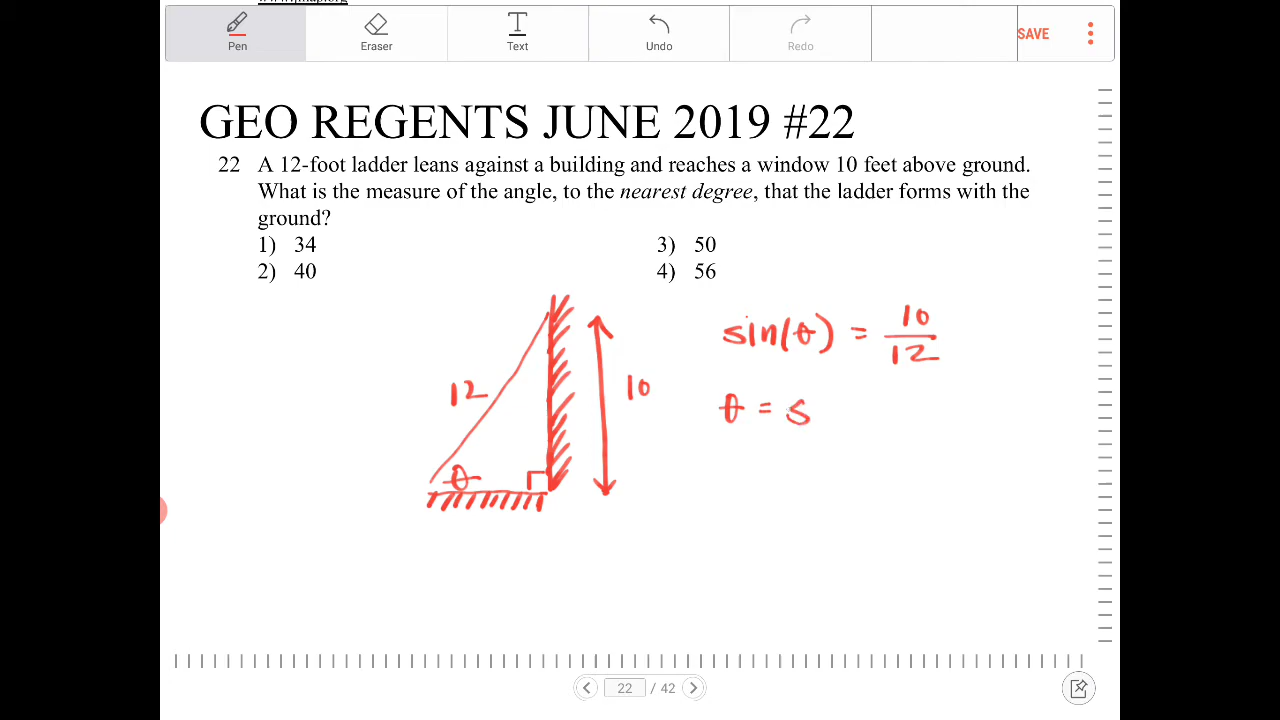 Pen Eraser Text Undo Redo SAVE
GEO REGENTS JUNE 2019 #22
22 A 12-foot ladder leans against a building and reaches a window 10 feet above ground.
What is the measure of the angle, to the nearest degree, that the ladder forms with the
ground?
1) 34 3) 50
2) 40 4) 56
sin(θ) = 10/12
12 10
θ = s
θ
22 / 42